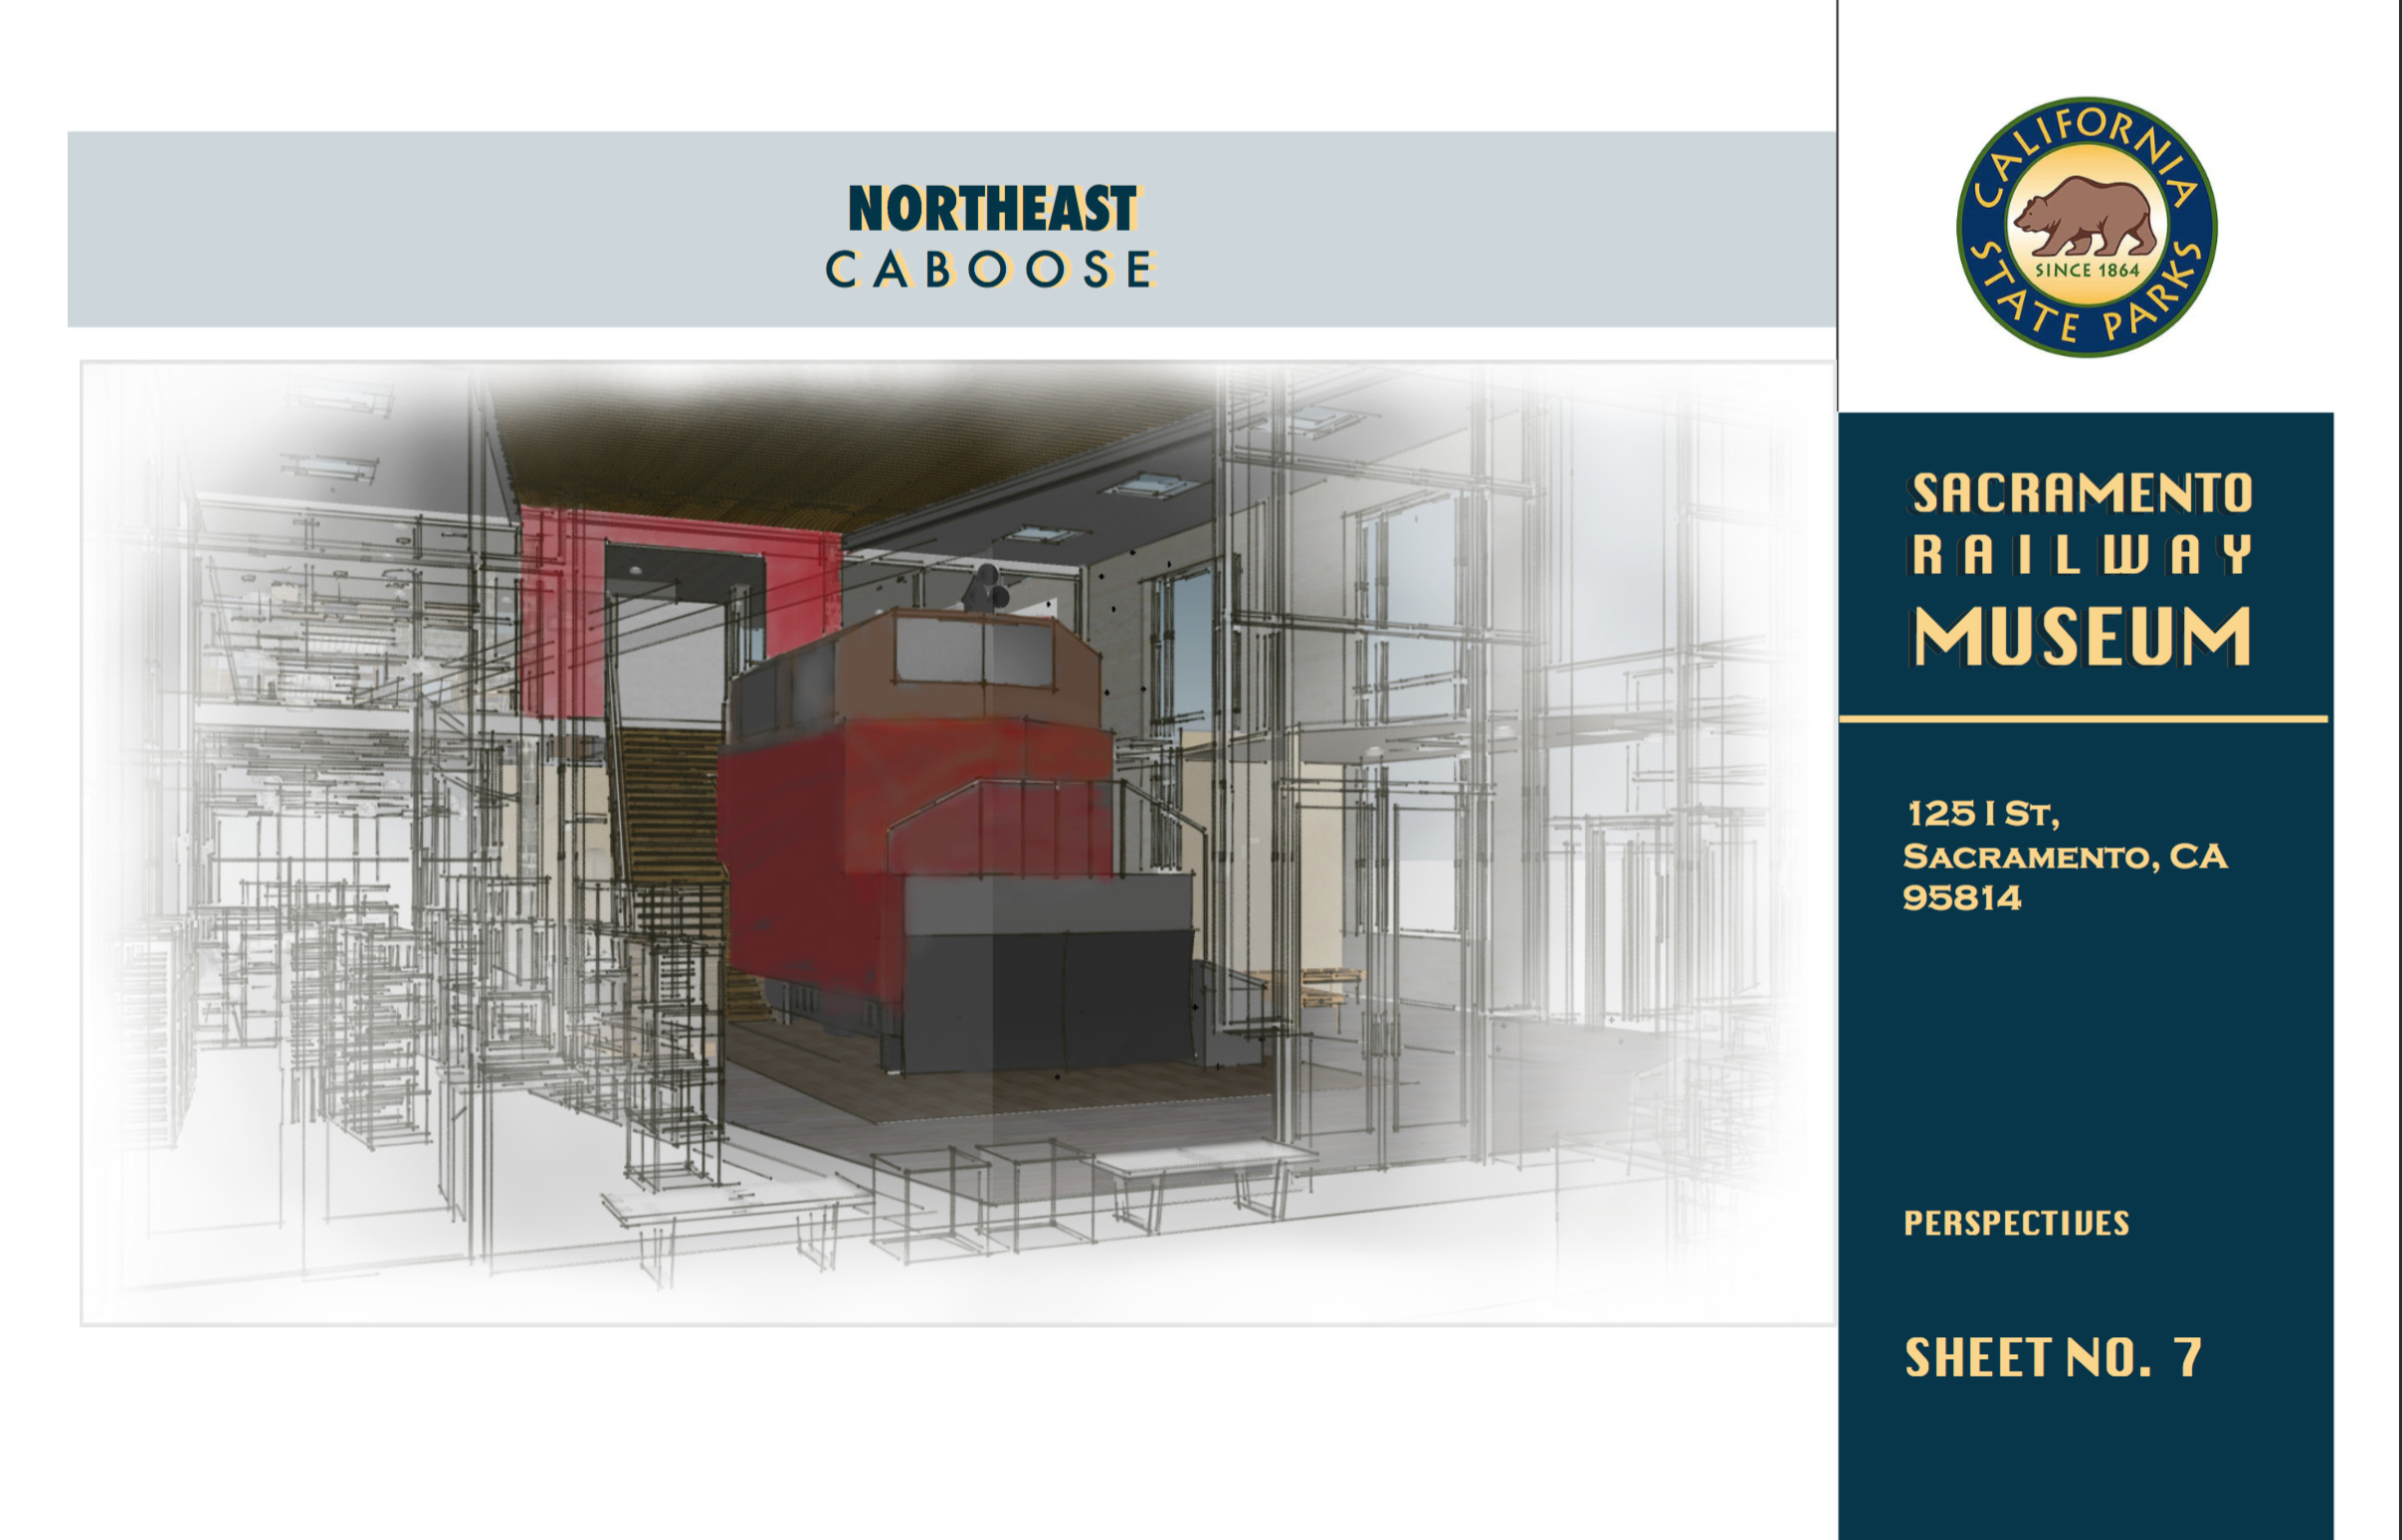 NORTHEAST
CABOOSE
CALIFORNIA
STATE PARKS
SINCE 1864
SACRAMENTO
RAILWAY
MUSEUM
125 I ST,
SACRAMENTO, CA
95814
PERSPECTIVES
SHEET NO. 7